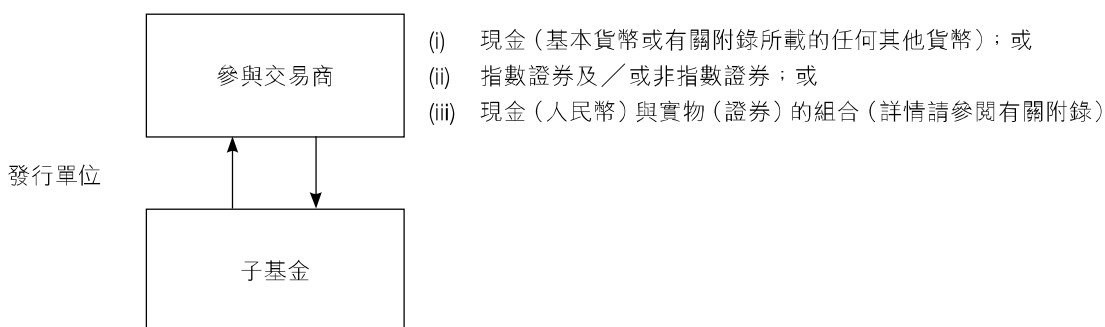 參與交易商
(i) 現金（基本貨幣或有關附錄所載的任何其他貨幣）；或
(ii) 指數證券及／或非指數證券；或
(iii) 現金（人民幣）與實物（證券）的組合（詳情請參閱有關附錄）
發行單位
子基金